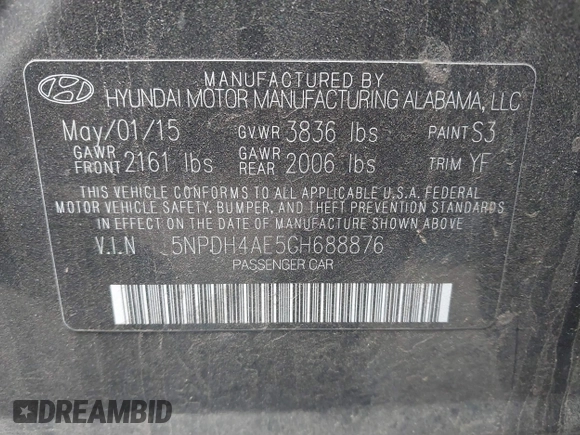 MANUFACTURED BY
HYUNDAI MOTOR MANUFACTURING ALABAMA, LLC
May/01/15 GVWR 3836 lbs PAINT S3
GAWR FRONT 2161 lbs GAWR REAR 2006 lbs TRIM YF
THIS VEHICLE CONFORMS TO ALL APPLICABLE U.S.A. FEDERAL
MOTOR VEHICLE SAFETY, BUMPER, AND THEFT PREVENTION STANDARDS
IN EFFECT ON THE DATE OF MANUFACTURE SHOWN ABOVE
V.I.N 5NPDH4AE5GH688876
PASSENGER CAR
DREAMBID